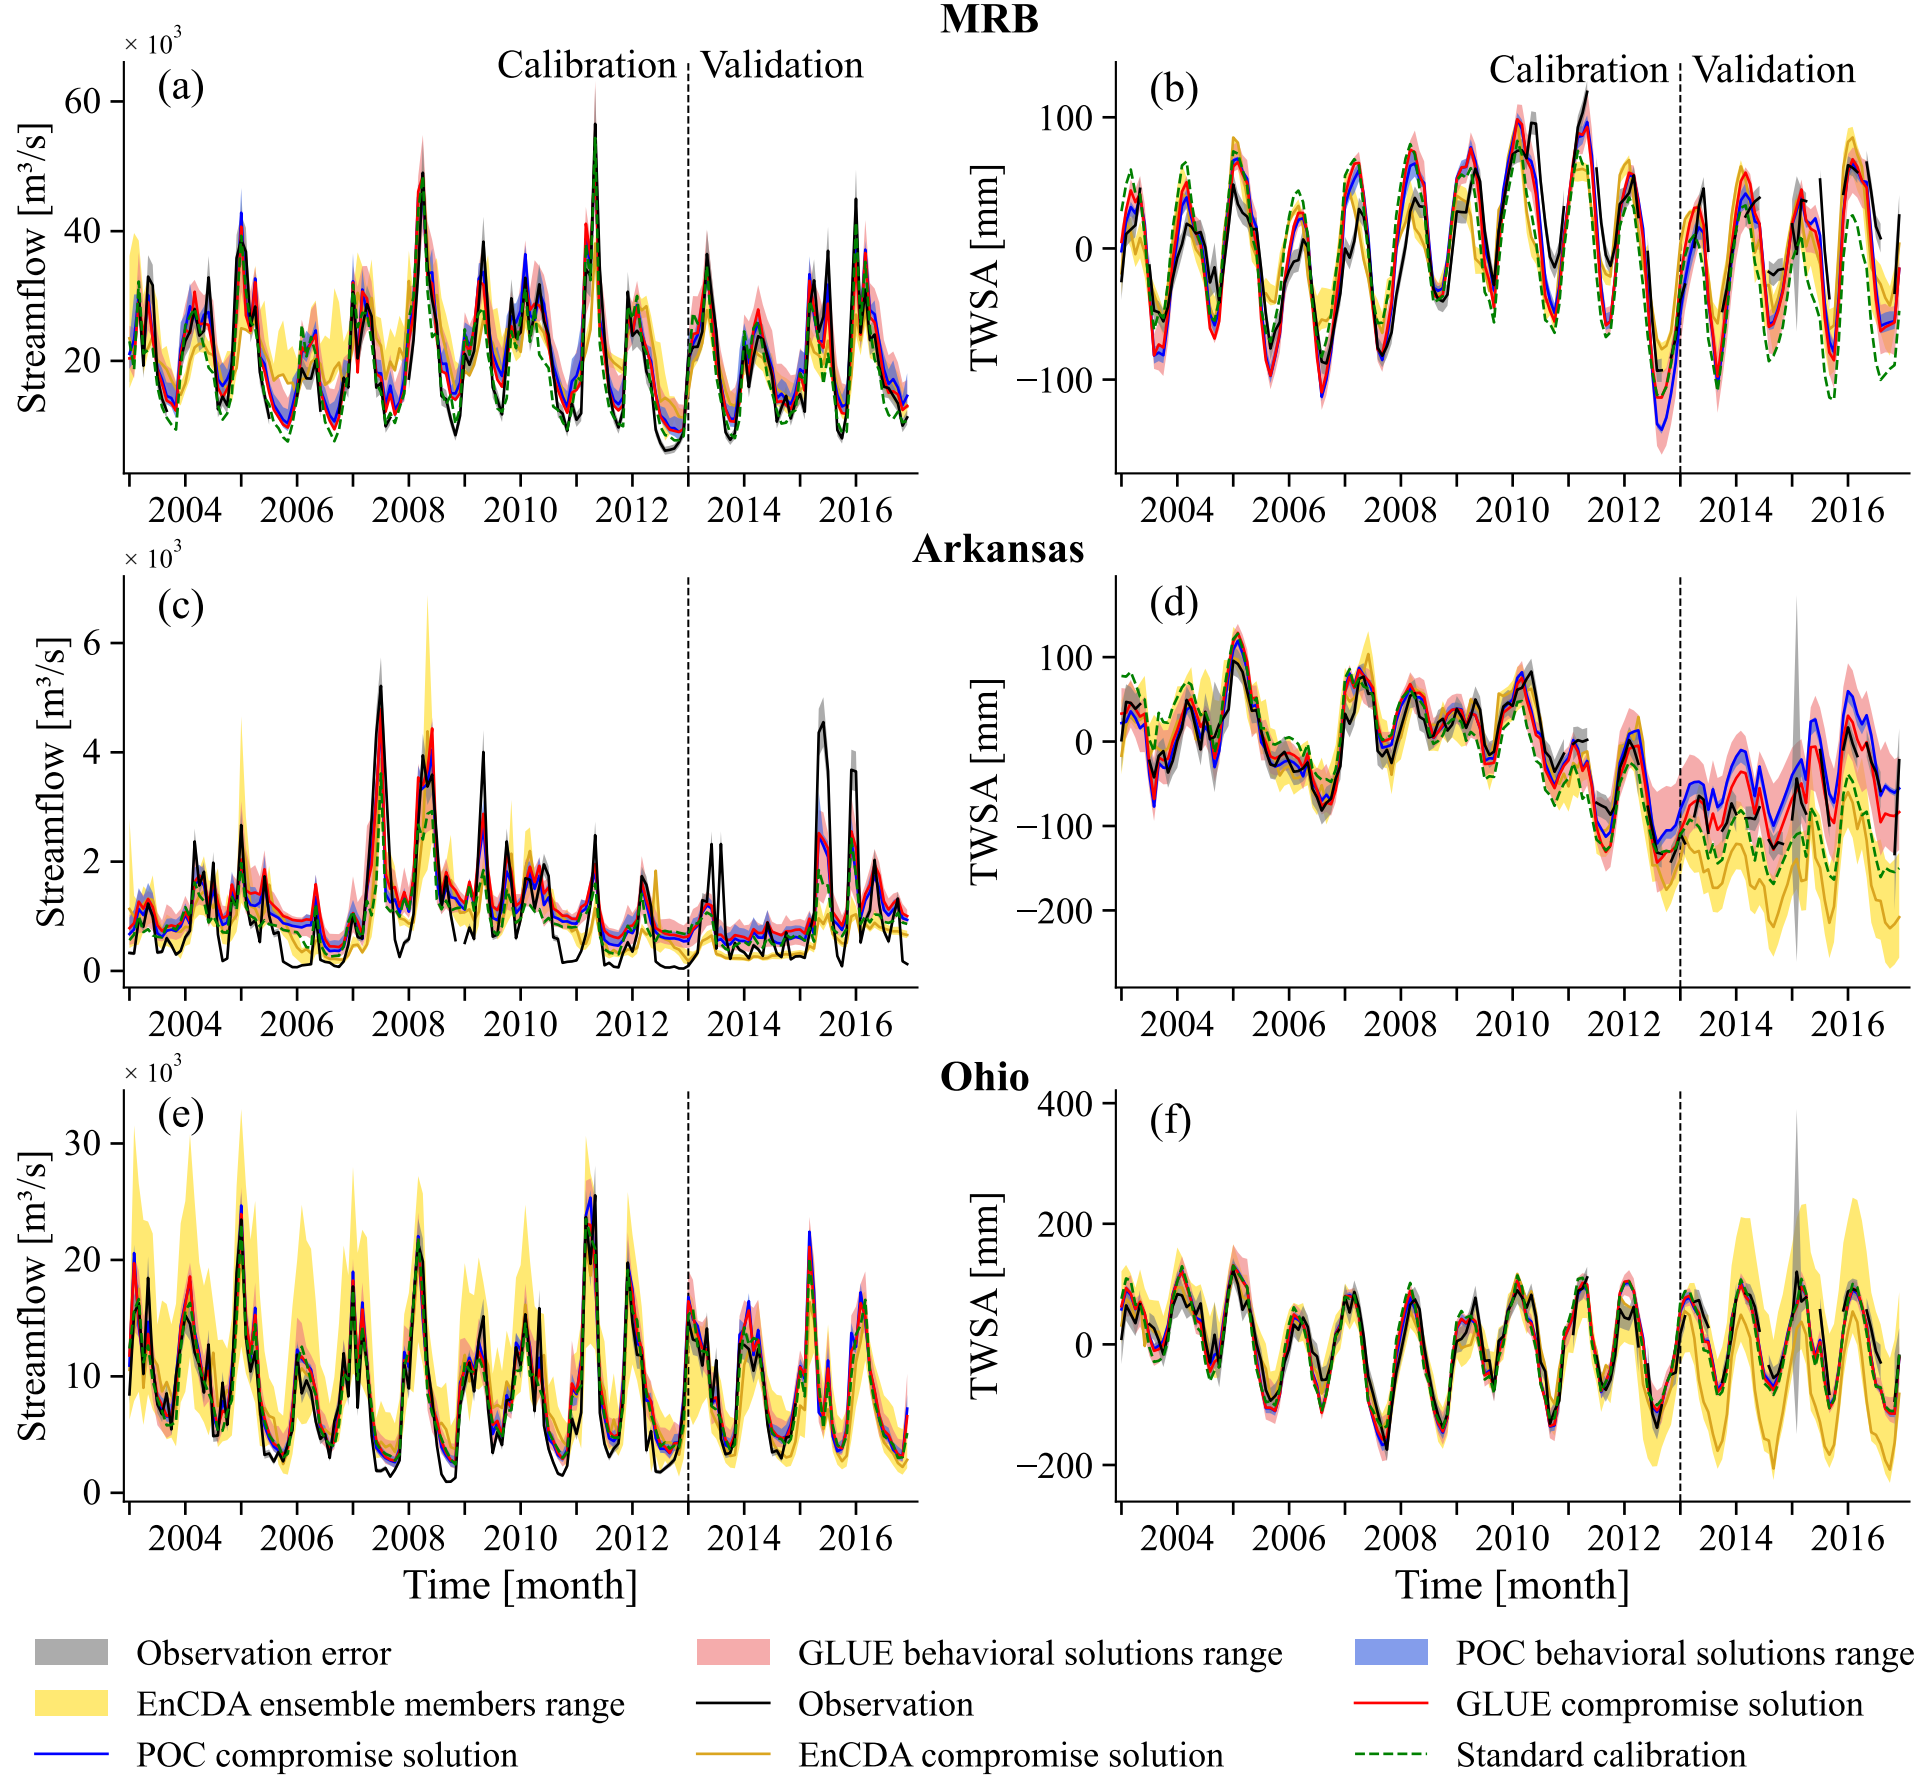 MRB
× 10³
(a)
Calibration
Validation
Streamflow [m³/s]
60
40
20
2004
2006
2008
2010
2012
2014
2016
(b)
Calibration
Validation
TWSA [mm]
100
0
−100
2004
2006
2008
2010
2012
2014
2016
Arkansas
× 10³
(c)
Streamflow [m³/s]
6
4
2
0
2004
2006
2008
2010
2012
2014
2016
(d)
TWSA [mm]
100
0
−100
−200
2004
2006
2008
2010
2012
2014
2016
Ohio
× 10³
(e)
Streamflow [m³/s]
30
20
10
0
2004
2006
2008
2010
2012
2014
2016
Time [month]
(f)
TWSA [mm]
400
200
0
−200
2004
2006
2008
2010
2012
2014
2016
Time [month]
Observation error
GLUE behavioral solutions range
POC behavioral solutions range
EnCDA ensemble members range
Observation
GLUE compromise solution
POC compromise solution
EnCDA compromise solution
Standard calibration